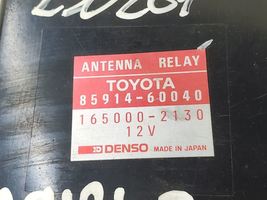 ANTENNA RELAY
TOYOTA
85914-60040
165000-2130
12V
DENSO MADE IN JAPAN